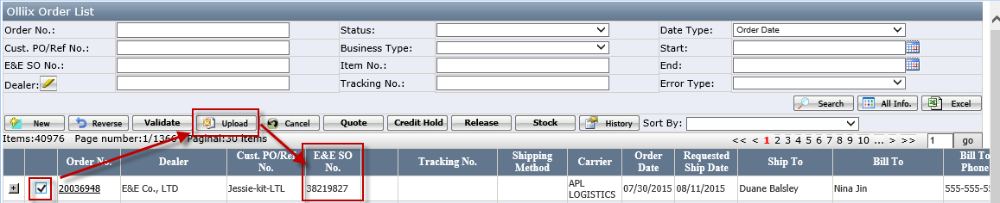 Olliix Order List
Order No.: Status: Date Type: Order Date
Cust. PO/Ref No.: Business Type: Start:
E&E SO No.: Item No.: End:
Dealer: Tracking No.: Error Type:
Search All Info. Excel
New Reverse Validate Upload Cancel Quote Credit Hold Release Stock History Sort By:
Items:40976 Page number:1/1366 Paginal:30 items << < 1 2 3 4 5 6 7 8 9 10 ... > >> 1 go
Order No. Dealer Cust. PO/Ref No. E&E SO No. Tracking No. Shipping Method Carrier Order Date Requested Ship Date Ship To Bill To Bill To Phone
20036948 E&E Co., LTD Jessie-kit-LTL 38219827 APL LOGISTICS 07/30/2015 08/11/2015 Duane Balsley Nina Jin 555-555-5